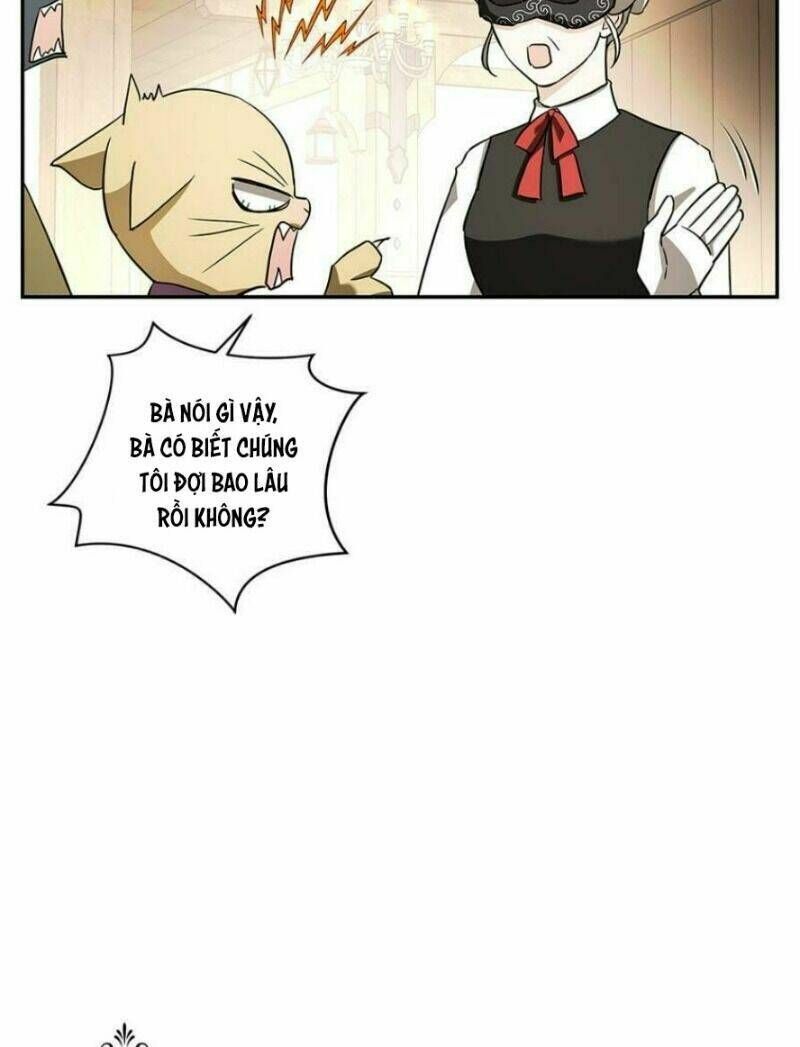 BÀ NÓI GÌ VẬY,
BÀ CÓ BIẾT CHÚNG
TÔI ĐỢI BAO LÂU
RỒI KHÔNG?